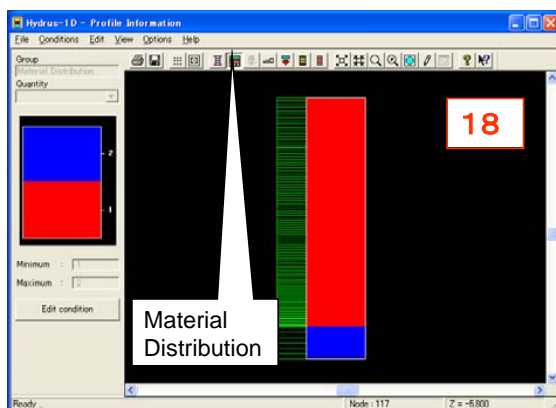 Hydrus-1D - Profile Information
File Conditions Edit View Options Help
Group
Material Distribution
Quantity
2
1
Minimum : 1
Maximum : 2
Edit condition
18
Material
Distribution
Ready
Node : 117
Z = -5.800